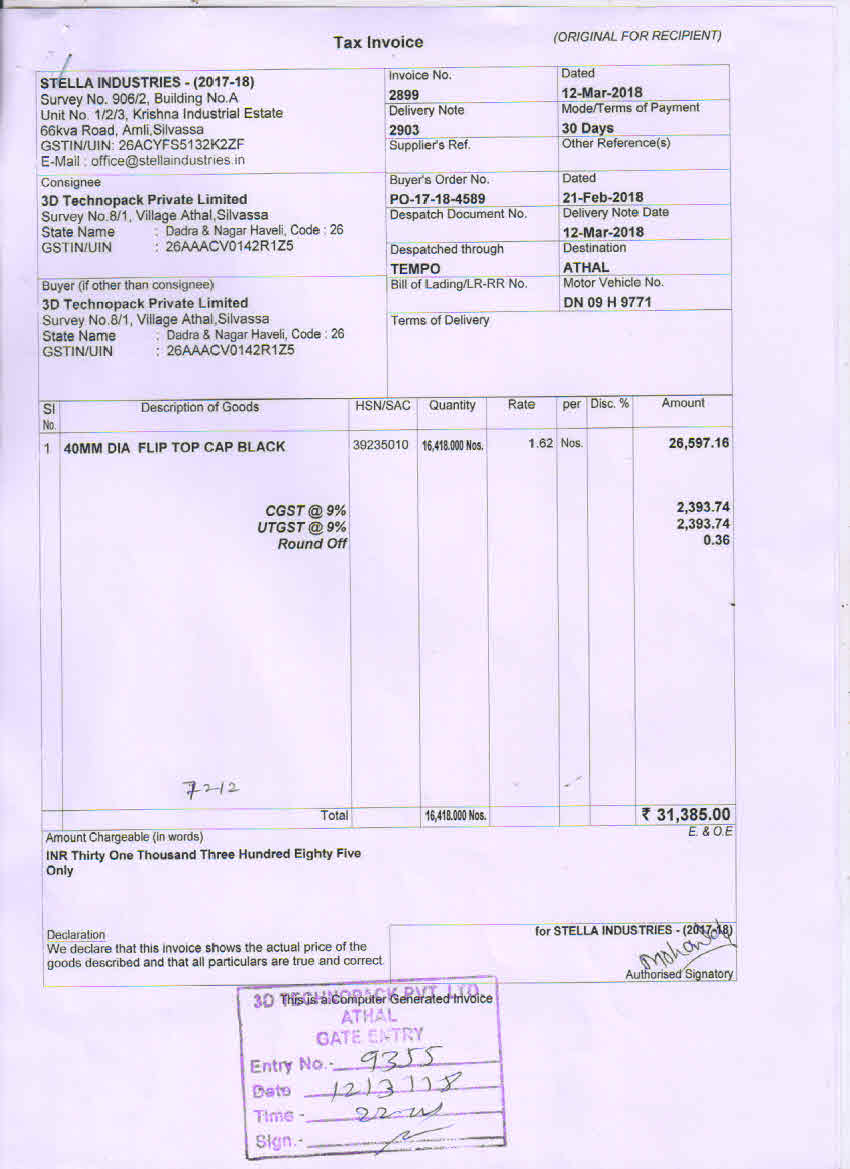 Tax Invoice
(ORIGINAL FOR RECIPIENT)
STELLA INDUSTRIES - (2017-18)
Survey No. 906/2, Building No.A
Unit No. 1/2/3, Krishna Industrial Estate
66kva Road, Amli,Silvassa
GSTIN/UIN: 26ACYFS5132K2ZF
E-Mail : office@stellaindustries.in
Invoice No.
2899
Dated
12-Mar-2018
Delivery Note
2903
Mode/Terms of Payment
30 Days
Supplier's Ref.
Other Reference(s)
Consignee
3D Technopack Private Limited
Survey No.8/1, Village Athal,Silvassa
State Name : Dadra & Nagar Haveli, Code : 26
GSTIN/UIN : 26AAACV0142R1Z5
Buyer's Order No.
PO-17-18-4589
Dated
21-Feb-2018
Despatch Document No.
Delivery Note Date
12-Mar-2018
Despatched through
TEMPO
Destination
ATHAL
Buyer (if other than consignee)
3D Technopack Private Limited
Survey No.8/1, Village Athal,Silvassa
State Name : Dadra & Nagar Haveli, Code : 26
GSTIN/UIN : 26AAACV0142R1Z5
Bill of Lading/LR-RR No.
Motor Vehicle No.
DN 09 H 9771
Terms of Delivery
Sl No. Description of Goods HSN/SAC Quantity Rate per Disc. % Amount
1 40MM DIA FLIP TOP CAP BLACK 39235010 16,418.000 Nos. 1.62 Nos. 26,597.16
CGST @ 9% 2,393.74
UTGST @ 9% 2,393.74
Round Off 0.36
7212
Total 16,418.000 Nos. ₹ 31,385.00
Amount Chargeable (in words)
E. & O.E
INR Thirty One Thousand Three Hundred Eighty Five
Only
Declaration
We declare that this invoice shows the actual price of the
goods described and that all particulars are true and correct.
for STELLA INDUSTRIES - (2017-18)
Authorised Signatory
This is a Computer Generated Invoice
3D TECHNOPACK PVT. LTD.
ATHAL
GATE ENTRY
Entry No.- 9355
Date 12/3/18
Time -
Sign.-